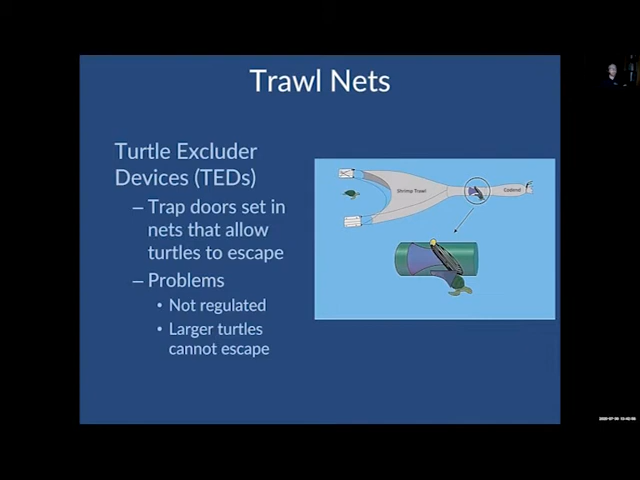 Trawl Nets
Turtle Excluder
Devices (TEDs)
– Trap doors set in
nets that allow
turtles to escape
– Problems
• Not regulated
• Larger turtles
cannot escape
Shrimp Trawl
Codend